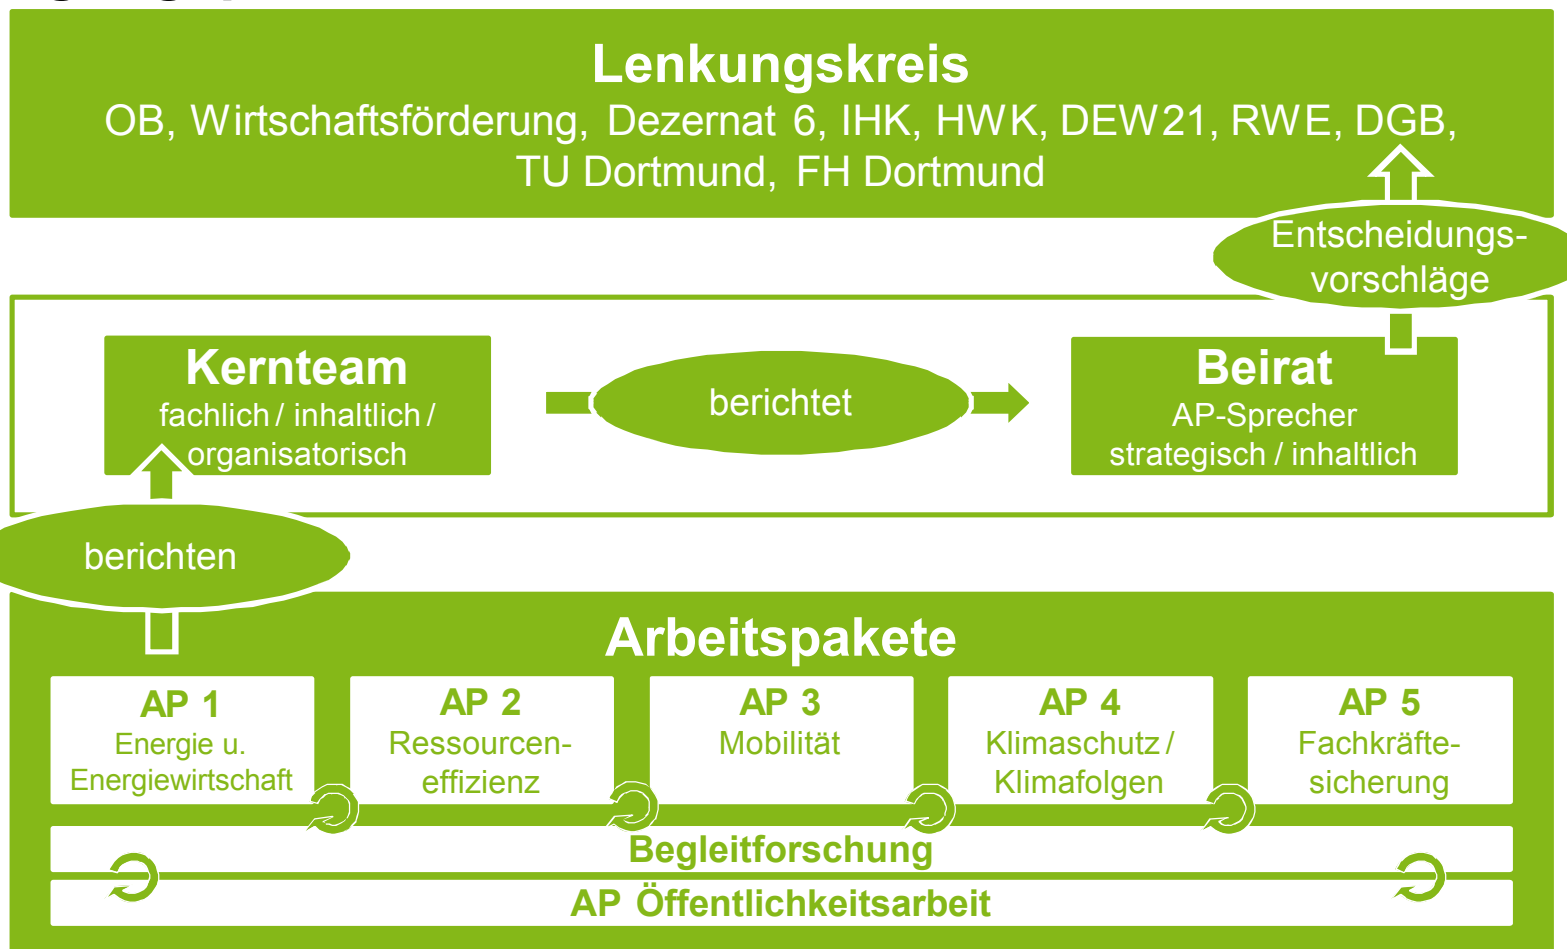 Lenkungskreis
OB, Wirtschaftsförderung, Dezernat 6, IHK, HWK, DEW21, RWE, DGB,
TU Dortmund, FH Dortmund
Entscheidungs-
vorschläge
Kernteam
fachlich / inhaltlich /
organisatorisch
berichtet
Beirat
AP-Sprecher
strategisch / inhaltlich
berichten
Arbeitspakete
AP 1
Energie u.
Energiewirtschaft
AP 2
Ressourcen-
effizienz
AP 3
Mobilität
AP 4
Klimaschutz /
Klimafolgen
AP 5
Fachkräfte-
sicherung
Begleitforschung
AP Öffentlichkeitsarbeit